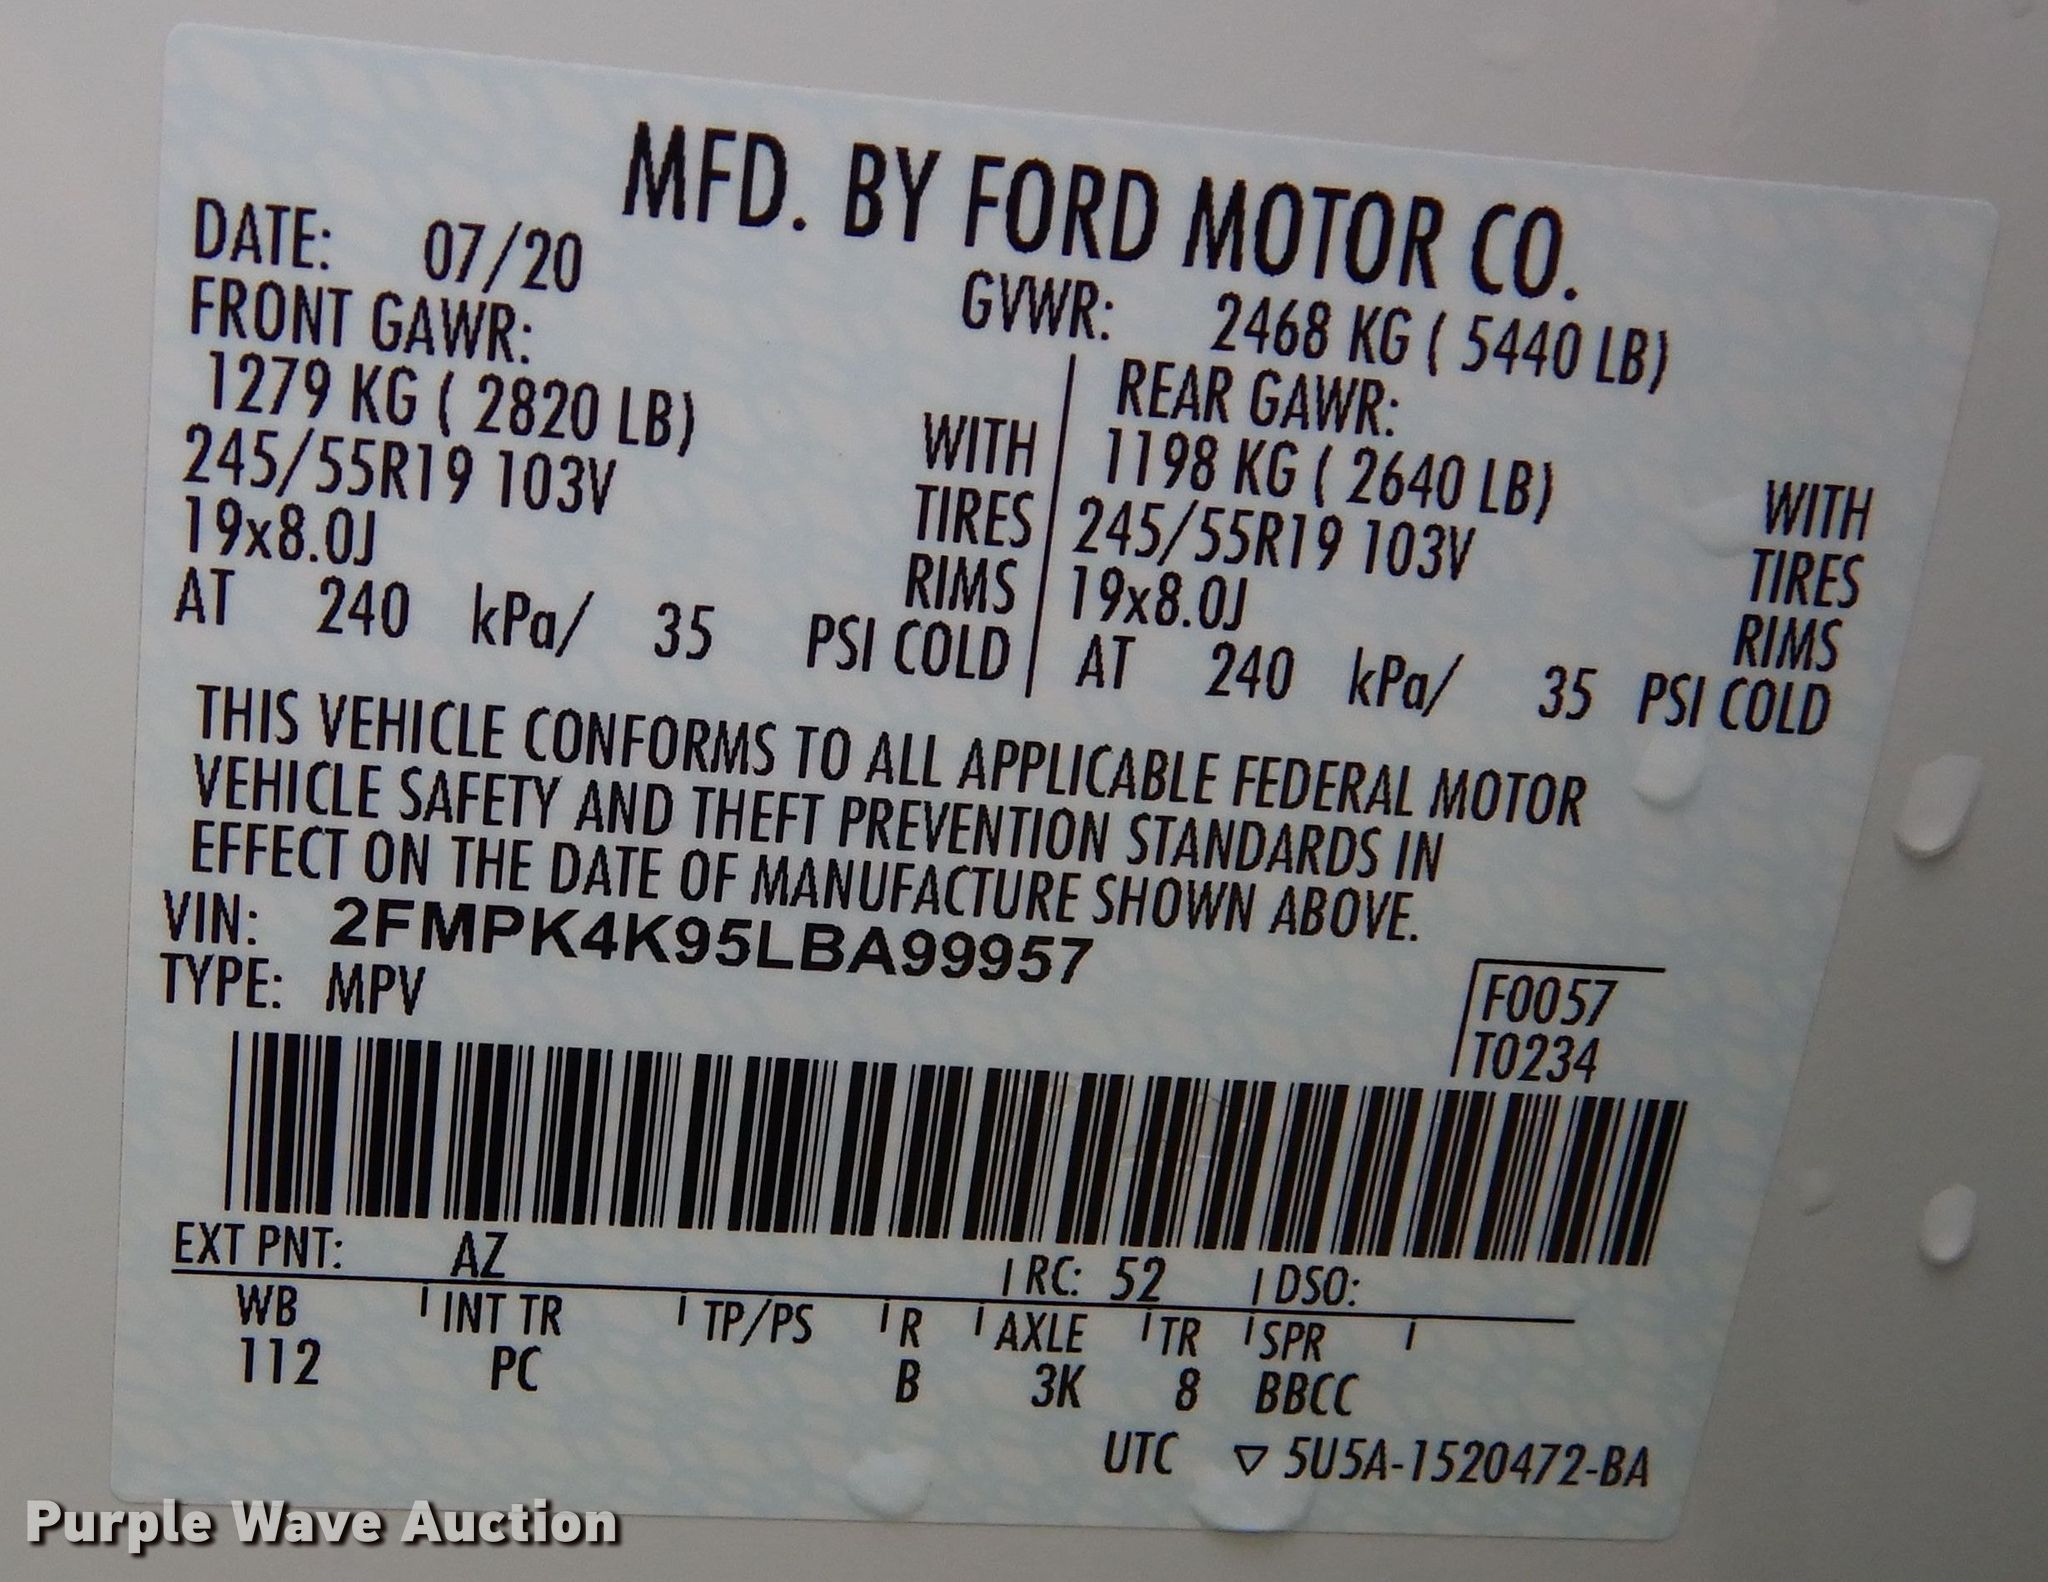 MFD. BY FORD MOTOR CO.
DATE: 07/20
GVWR: 2468 KG ( 5440 LB)
FRONT GAWR:
1279 KG ( 2820 LB) WITH
245/55R19 103V TIRES
19x8.0J RIMS
AT 240 kPa/ 35 PSI COLD
REAR GAWR:
1198 KG ( 2640 LB) WITH
245/55R19 103V TIRES
19x8.0J RIMS
AT 240 kPa/ 35 PSI COLD
THIS VEHICLE CONFORMS TO ALL APPLICABLE FEDERAL MOTOR
VEHICLE SAFETY AND THEFT PREVENTION STANDARDS IN
EFFECT ON THE DATE OF MANUFACTURE SHOWN ABOVE.
VIN: 2FMPK4K95LBA99957
TYPE: MPV
F0057
T0234
EXT PNT: AZ RC: 52 DSO:
WB INT TR TP/PS R AXLE TR SPR
112 PC B 3K 8 BBCC
UTC ▽ 5U5A-1520472-BA
Purple Wave Auction